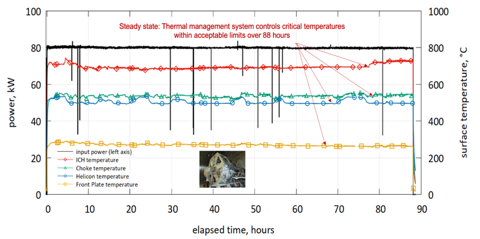 Steady state: Thermal management system controls critical temperatures
within acceptable limits over 88 hours
100
80
60
40
20
0
power, kW
1000
800
600
400
200
0
surface temperature, °C
input power (left axis)
ICH temperature
Choke temperature
Helicon temperature
Front Plate temperature
0 10 20 30 40 50 60 70 80 90
elapsed time, hours